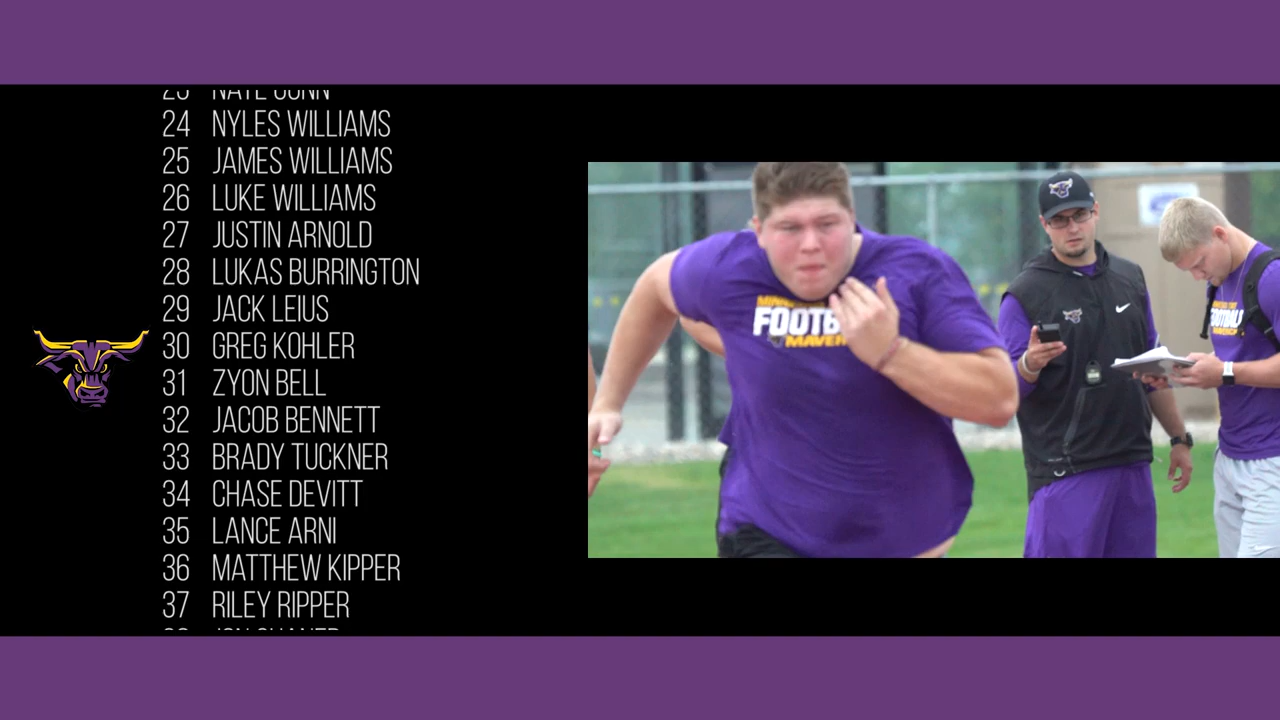 24 NYLES WILLIAMS
25 JAMES WILLIAMS
26 LUKE WILLIAMS
27 JUSTIN ARNOLD
28 LUKAS BURRINGTON
29 JACK LEIUS
30 GREG KOHLER
31 ZYON BELL
32 JACOB BENNETT
33 BRADY TUCKNER
34 CHASE DEVITT
35 LANCE ARNI
36 MATTHEW KIPPER
37 RILEY RIPPER
FOOTB
MAVER
FOOTBALL